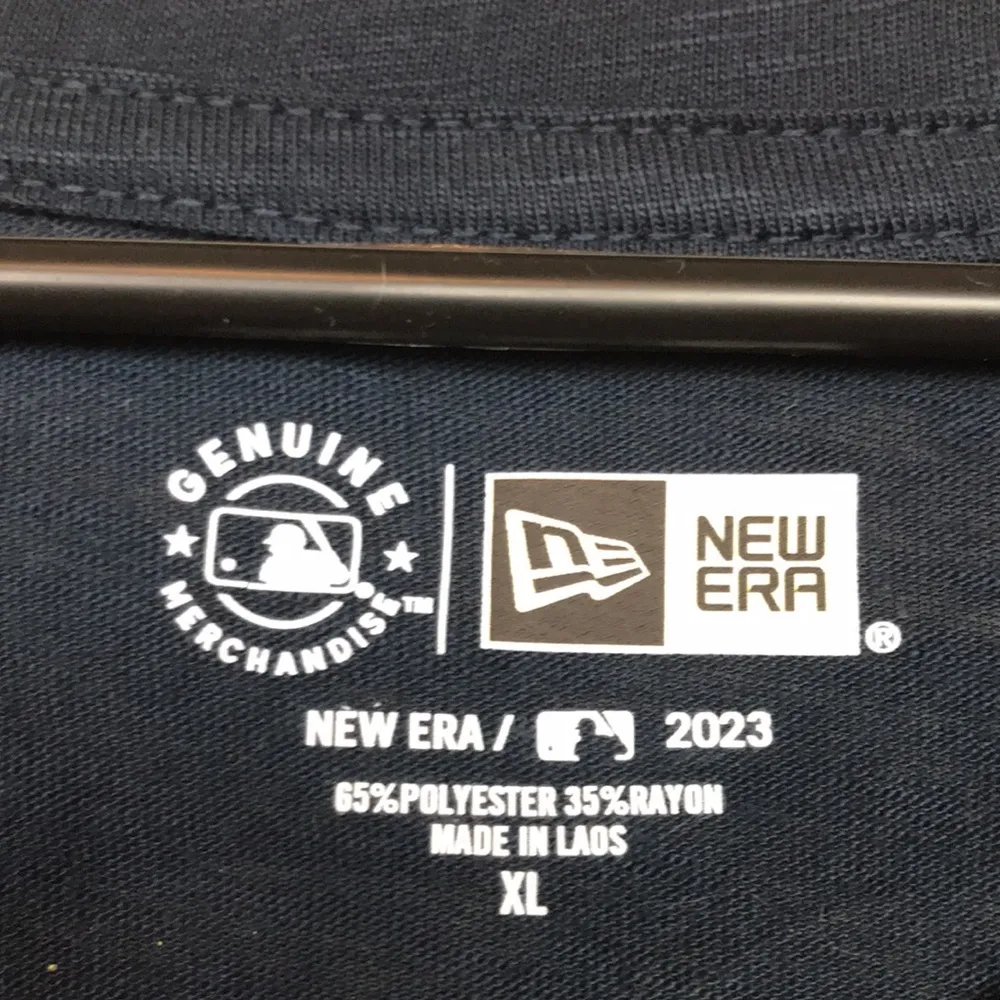 GENUINE
MERCHANDISE™
NEW
ERA®
NEW ERA / 2023
65%POLYESTER 35%RAYON
MADE IN LAOS
XL